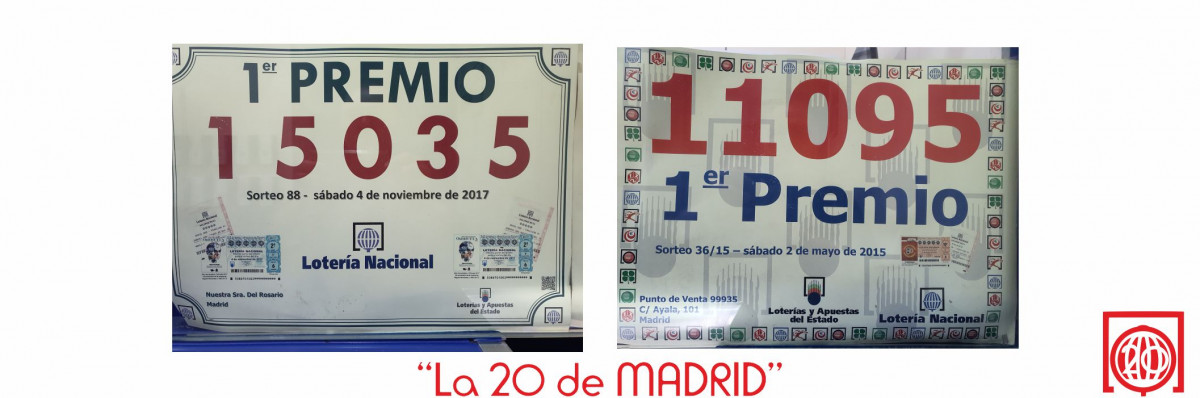 1er PREMIO
15035
Sorteo 88 - sábado 4 de noviembre de 2017
Lotería Nacional
Nuestra Sra. Del Rosario
Madrid
Loterías y Apuestas
del Estado
11095
1er Premio
Sorteo 36/15 – sábado 2 de mayo de 2015
Punto de Venta 99935
C/ Ayala, 101
Madrid
Loterías y Apuestas
del Estado
Lotería Nacional
“La 20 de MADRID”